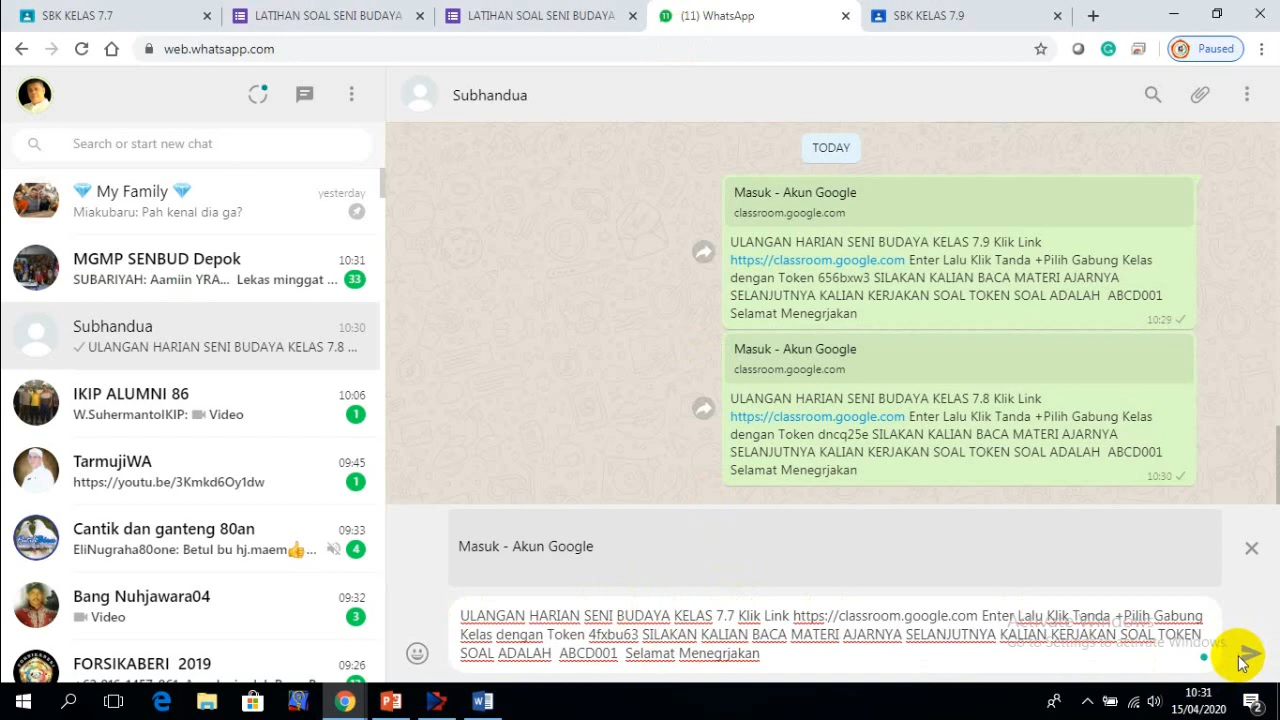 SBK KELAS 7.7
LATIHAN SOAL SENI BUDAYA
LATIHAN SOAL SENI BUDAYA
(11) WhatsApp
SBK KELAS 7.9
web.whatsapp.com
Paused
Subhandua
Search or start new chat
My Family
yesterday
Miakubaru: Pah kenal dia ga?
MGMP SENBUD Depok
10:31
SUBARIYAH: Aamiin YRA... Lekas minggat ...
33
Subhandua
10:30
ULANGAN HARIAN SENI BUDAYA KELAS 7.8 ...
IKIP ALUMNI 86
10:06
W.SuhermantoIKIP: Video
1
TarmujiWA
09:45
https://youtu.be/3Kmkd6Oy1dw
1
Cantik dan ganteng 80an
09:33
EliNugraha80one: Betul bu hj.maem👍...
4
Bang Nuhjawara04
09:32
Video
3
FORSIKABERI 2019
09:26
TODAY
Masuk - Akun Google
classroom.google.com
ULANGAN HARIAN SENI BUDAYA KELAS 7.9 Klik Link
https://classroom.google.com Enter Lalu Klik Tanda +Pilih Gabung Kelas
dengan Token 656bxw3 SILAKAN KALIAN BACA MATERI AJARNYA
SELANJUTNYA KALIAN KERJAKAN SOAL TOKEN SOAL ADALAH ABCD001
Selamat Menegrjakan
10:29
Masuk - Akun Google
classroom.google.com
ULANGAN HARIAN SENI BUDAYA KELAS 7.8 Klik Link
https://classroom.google.com Enter Lalu Klik Tanda +Pilih Gabung Kelas
dengan Token dncq25e SILAKAN KALIAN BACA MATERI AJARNYA
SELANJUTNYA KALIAN KERJAKAN SOAL TOKEN SOAL ADALAH ABCD001
Selamat Menegrjakan
10:30
Masuk - Akun Google
ULANGAN HARIAN SENI BUDAYA KELAS 7.7 Klik Link https://classroom.google.com Enter Lalu Klik Tanda +Pilih Gabung
Kelas dengan Token 4fxbu63 SILAKAN KALIAN BACA MATERI AJARNYA SELANJUTNYA KALIAN KERJAKAN SOAL TOKEN
SOAL ADALAH ABCD001 Selamat Menegrjakan
Activate Windows
Go to Settings to activate Windows.
10:31
15/04/2020
2